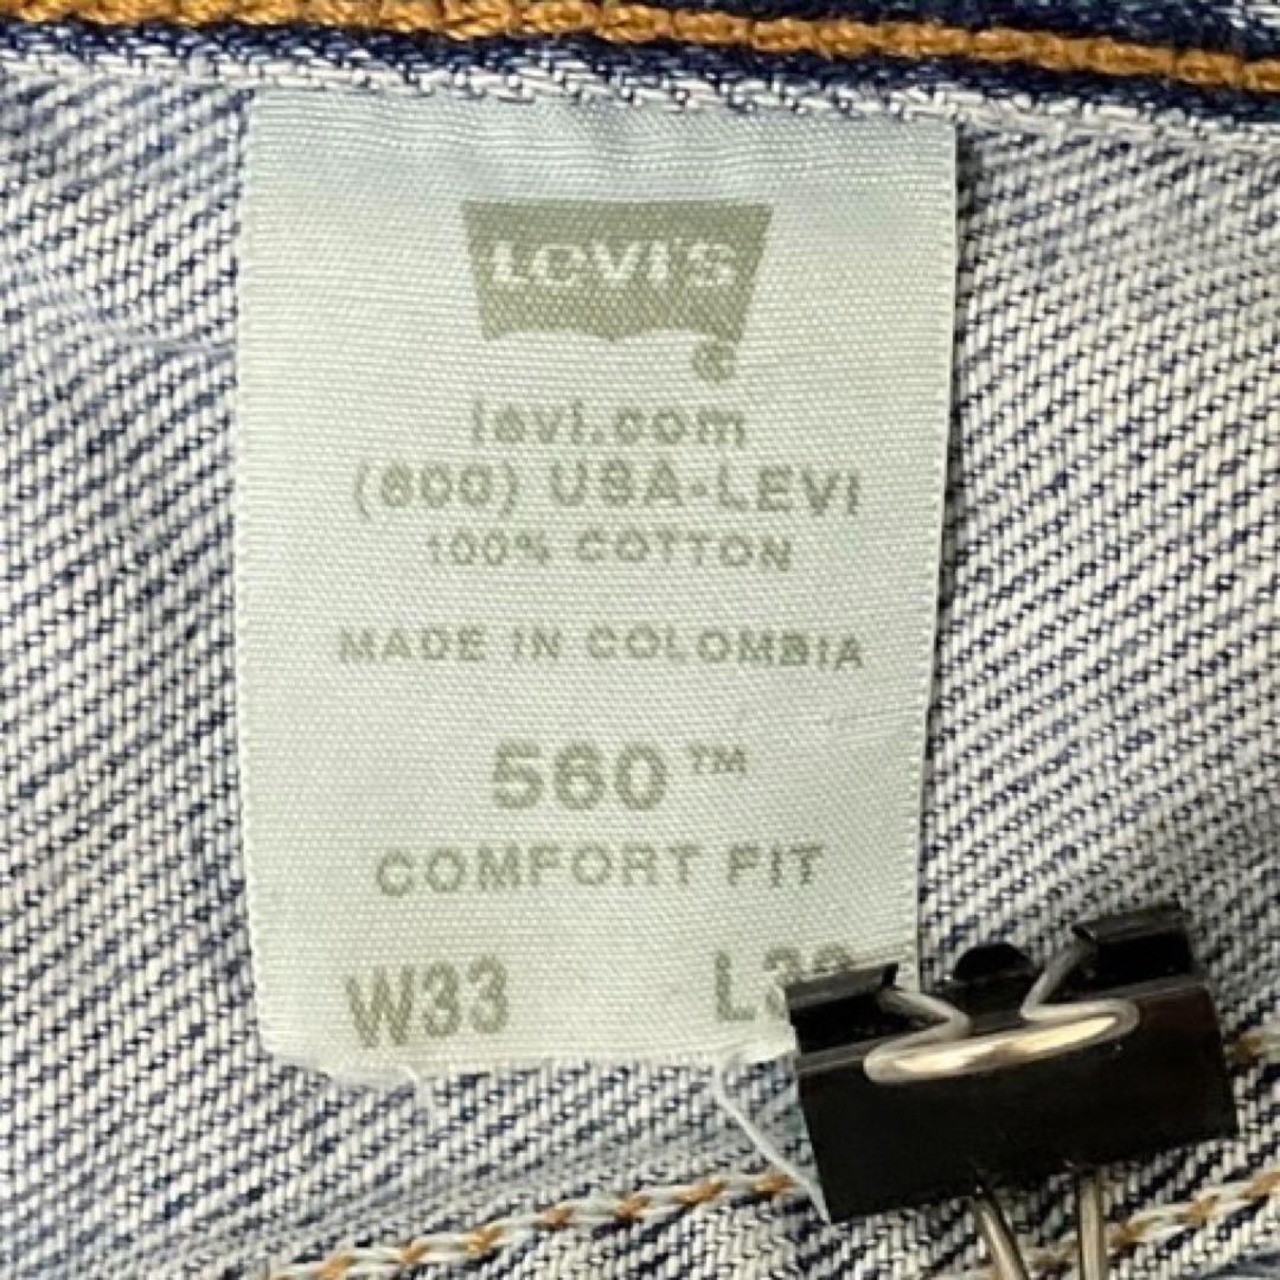 LEVI'S
®
levi.com
(800) USA-LEVI
100% COTTON
MADE IN COLOMBIA
560™
COMFORT FIT
W33